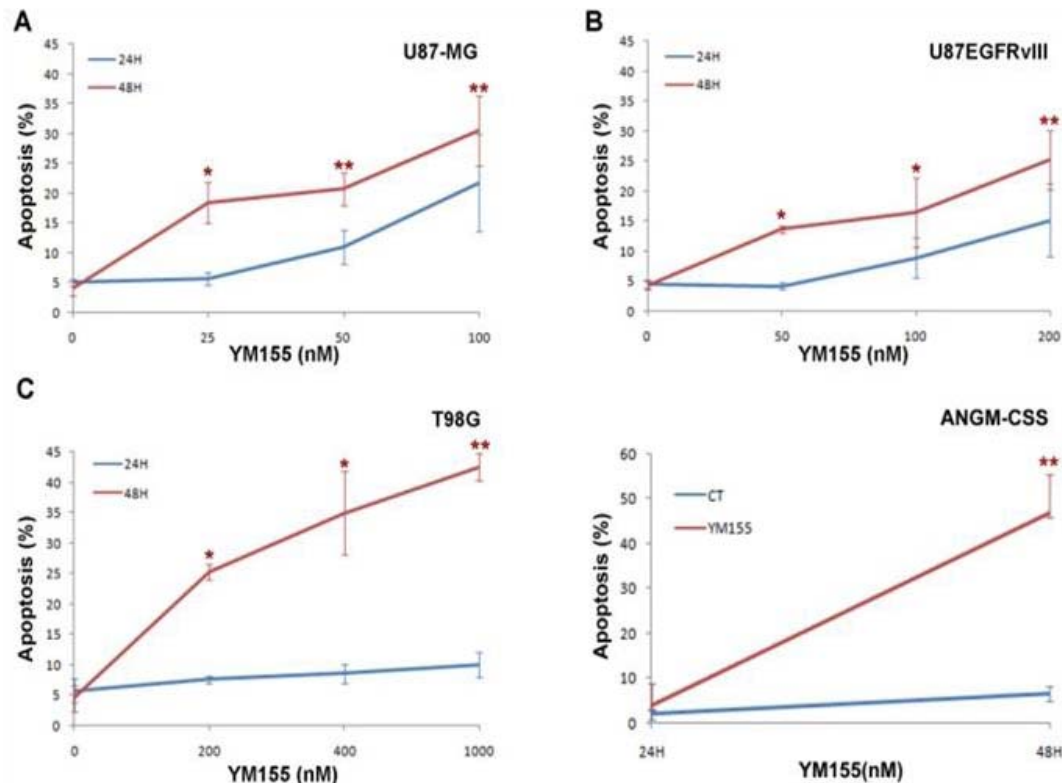 A
U87-MG
24H
48H
Apoptosis (%)
45
40
35
30
25
20
15
10
5
0
*
**
**
0 25 50 100
YM155 (nM)
B
U87EGFRvIII
24H
48H
Apoptosis (%)
45
40
35
30
25
20
15
10
5
0
*
*
**
0 50 100 200
YM155 (nM)
C
T98G
24H
48H
Apoptosis (%)
45
40
35
30
25
20
15
10
5
0
*
*
**
0 200 400 1000
YM155 (nM)
ANGM-CSS
CT
YM155
Apoptosis (%)
60
50
40
30
20
10
0
**
24H 48H
YM155(nM)